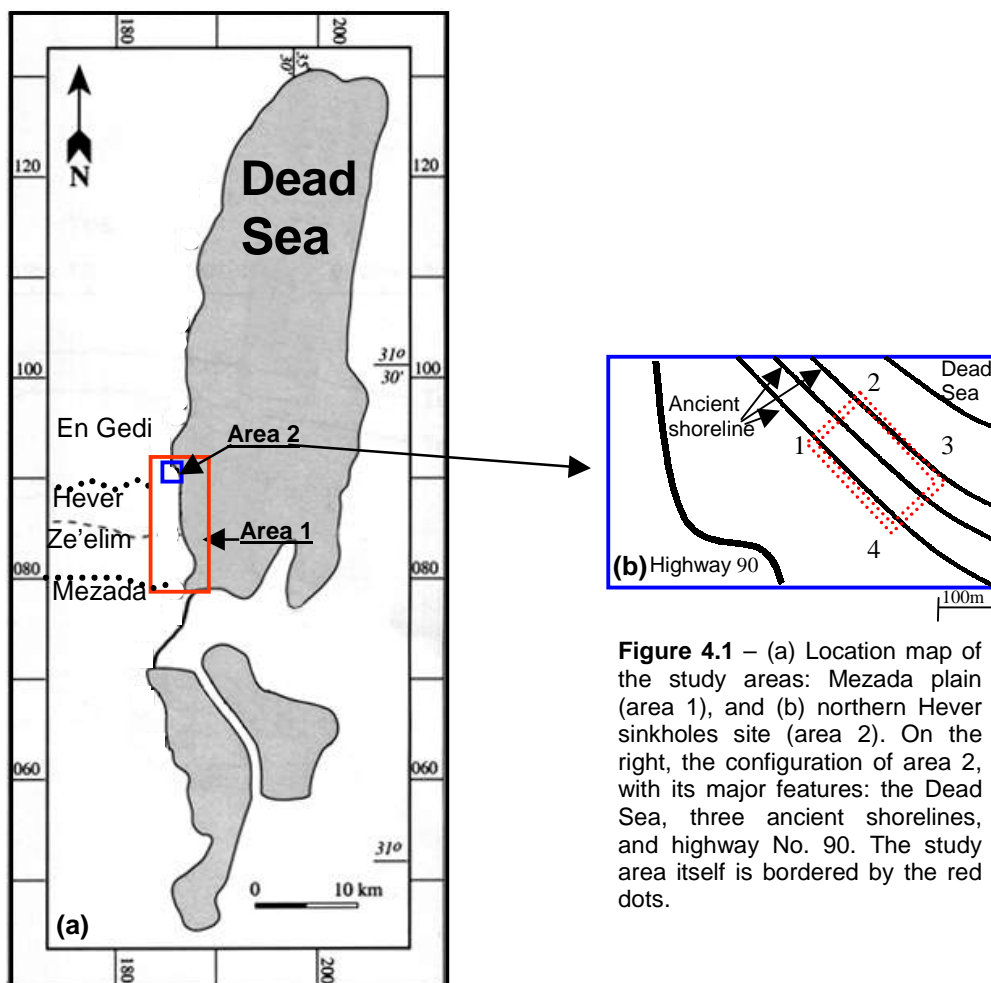 180
200
30'
35°
120
120
N
Dead
Sea
31º
30'
100
100
En Gedi
Area 2
Hever
Area 1
Ze’elim
080
080
Mezada
060
060
31º
0 10 km
(a)
180
200
Dead
Sea
2
Ancient
shoreline
1
3
4
(b) Highway 90
100m
Figure 4.1 – (a) Location map of
the study areas: Mezada plain
(area 1), and (b) northern Hever
sinkholes site (area 2). On the
right, the configuration of area 2,
with its major features: the Dead
Sea, three ancient shorelines,
and highway No. 90. The study
area itself is bordered by the red
dots.